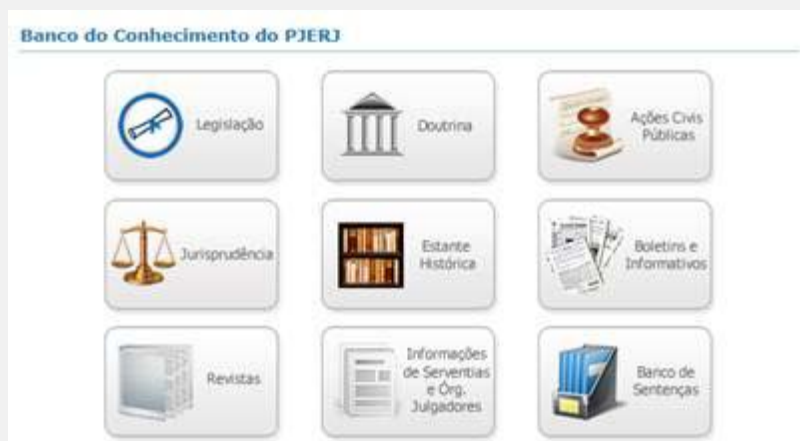 Banco do Conhecimento do PJERJ
Legislação
Doutrina
Ações Civis
Públicas
Jurisprudência
Estante
Histórica
Boletins e
Informativos
Revistas
Informações
de Serventias
e Órg.
Julgadores
Banco de
Sentenças